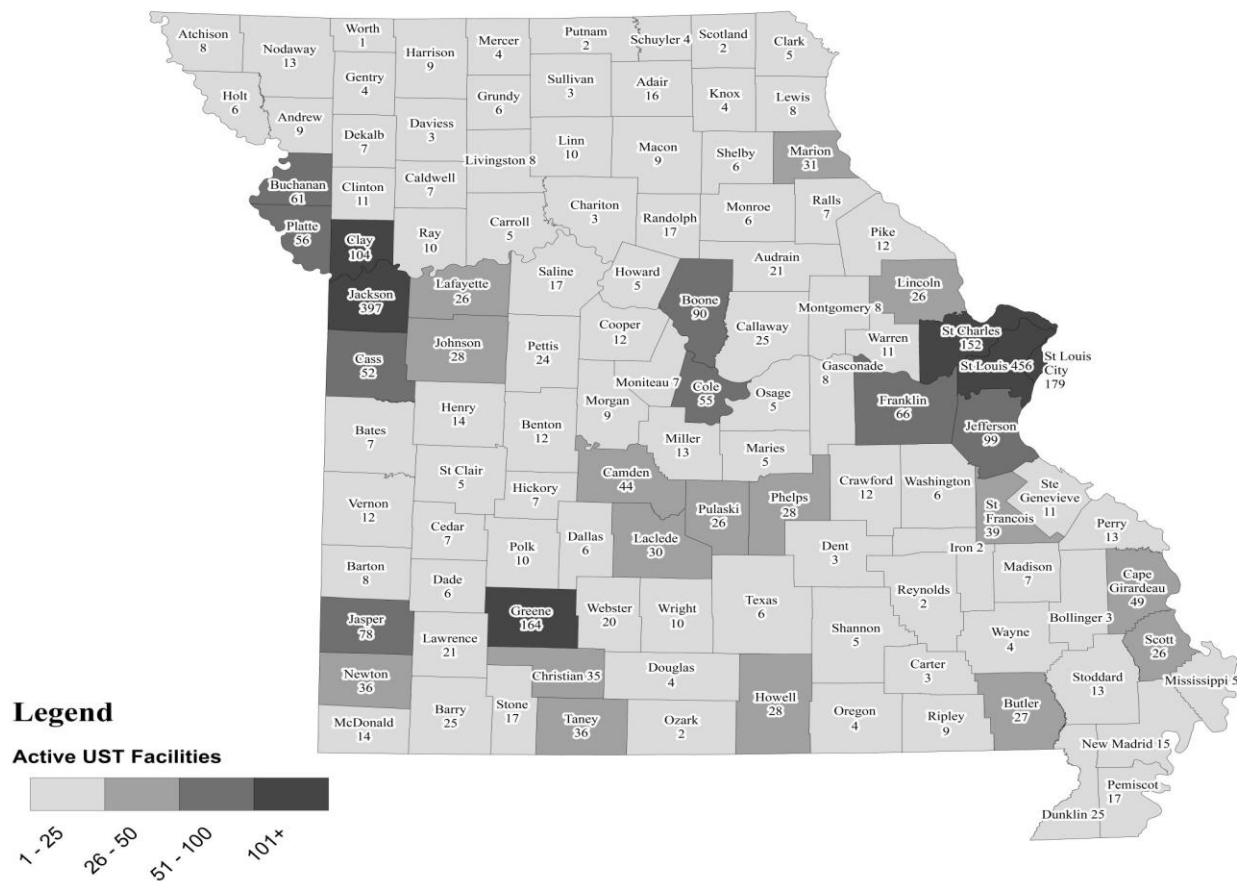 Atchison
8
Nodaway
13
Worth
1
Harrison
9
Mercer
4
Putnam
2
Schuyler 4
Scotland
2
Clark
5
Holt
6
Andrew
9
Gentry
4
Daviess
3
Grundy
6
Sullivan
3
Adair
16
Knox
4
Lewis
8
Dekalb
7
Livingston 8
Linn
10
Macon
9
Shelby
6
Marion
31
Buchanan
61
Clinton
11
Caldwell
7
Chariton
3
Randolph
17
Monroe
6
Ralls
7
Platte
56
Clay
104
Ray
10
Carroll
5
Pike
12
Jackson
397
Lafayette
26
Saline
17
Howard
5
Boone
90
Audrain
21
Lincoln
26
Cass
52
Johnson
28
Pettis
24
Cooper
12
Callaway
25
Montgomery 8
Warren
11
St Charles
152
St Louis 456
St Louis
City
179
Moniteau 7
Cole
55
Osage
5
Gasconade
8
Franklin
66
Jefferson
99
Bates
7
Henry
14
Benton
12
Morgan
9
Miller
13
Maries
5
St Clair
5
Hickory
7
Camden
44
Pulaski
26
Phelps
28
Crawford
12
Washington
6
St
Francois
39
Ste
Genevieve
11
Perry
13
Vernon
12
Cedar
7
Polk
10
Dallas
6
Laclede
30
Dent
3
Iron 2
Madison
7
Cape
Girardeau
49
Barton
8
Dade
6
Greene
164
Webster
20
Wright
10
Texas
6
Reynolds
2
Bollinger 3
Jasper
78
Lawrence
21
Shannon
5
Wayne
4
Scott
26
Newton
36
Christian 35
Douglas
4
Howell
28
Carter
3
Stoddard
13
Mississippi 5
McDonald
14
Barry
25
Stone
17
Taney
36
Ozark
2
Oregon
4
Ripley
9
Butler
27
New Madrid 15
Pemiscot
17
Dunklin 25
Legend
Active UST Facilities
1 - 25
26 - 50
51 - 100
101+